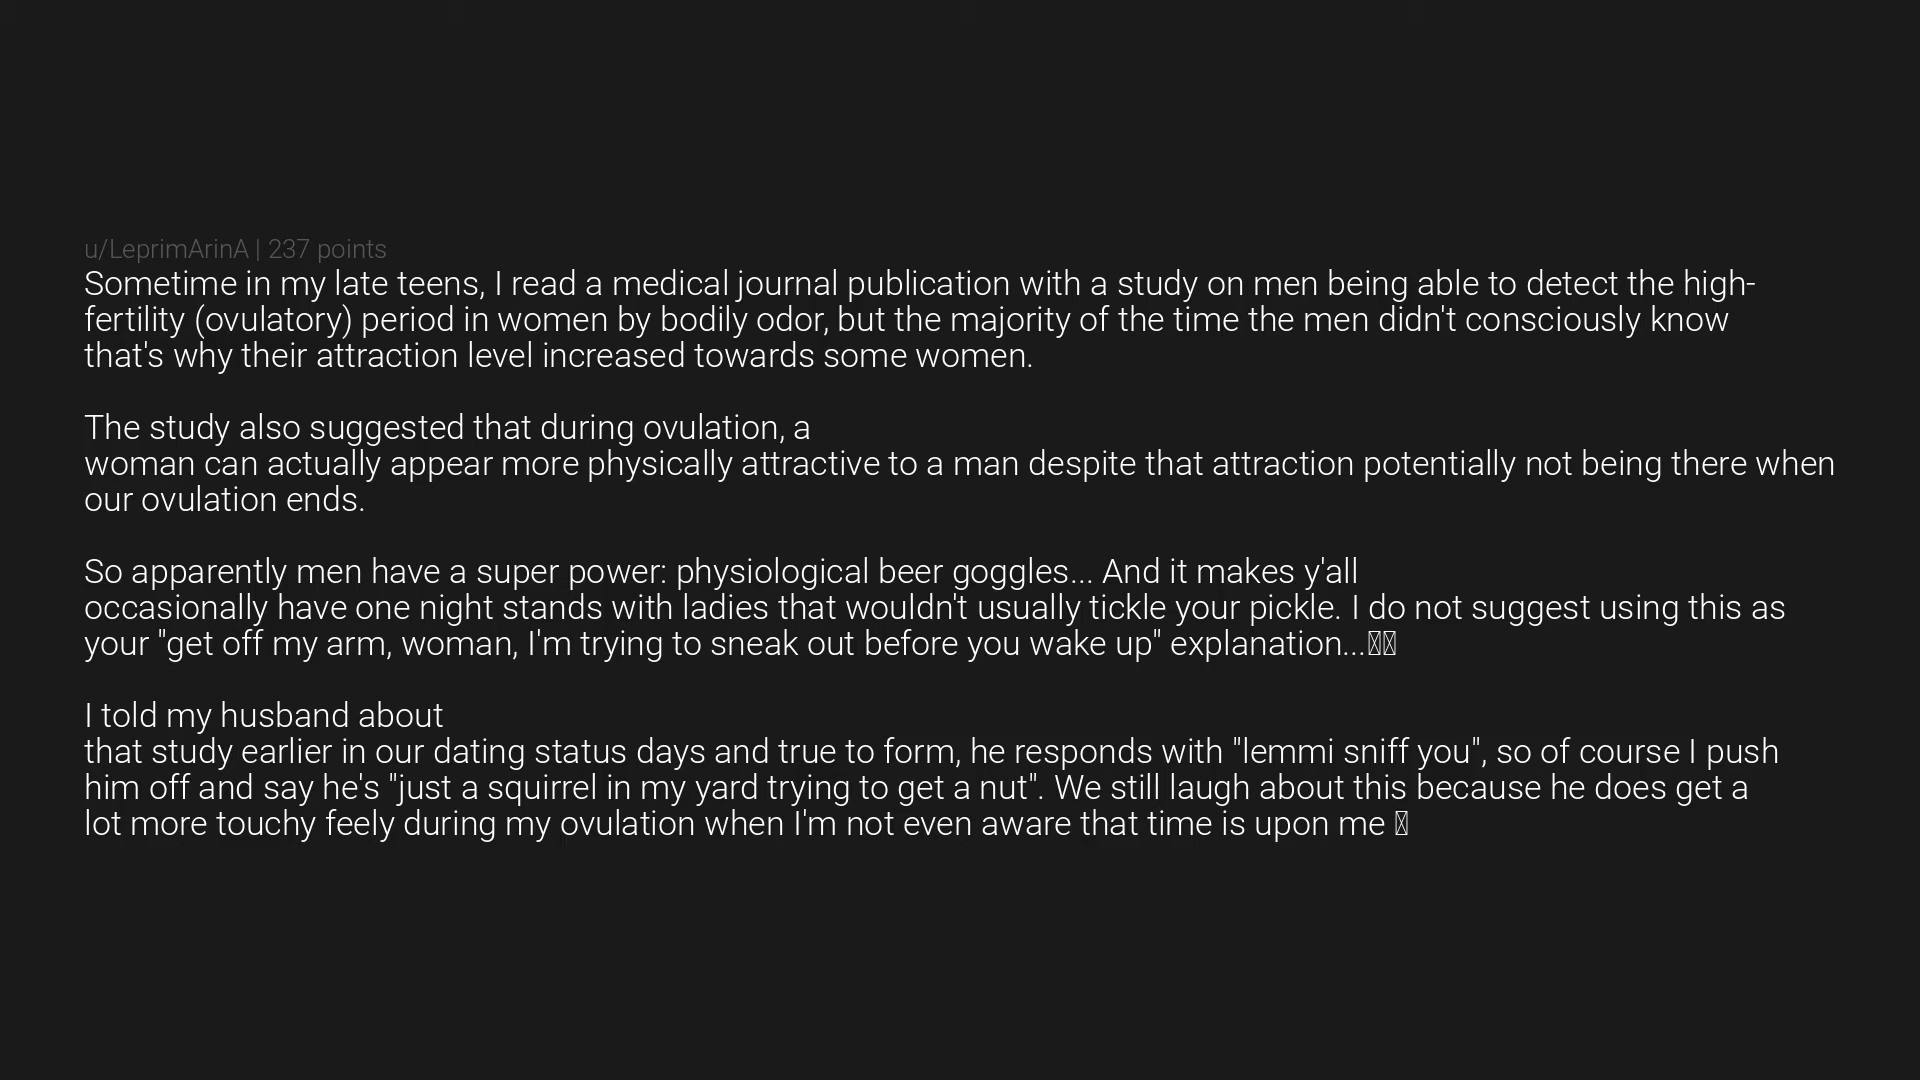 u/LeprimArinA | 237 points
Sometime in my late teens, I read a medical journal publication with a study on men being able to detect the high-
fertility (ovulatory) period in women by bodily odor, but the majority of the time the men didn't consciously know
that's why their attraction level increased towards some women.
The study also suggested that during ovulation, a
woman can actually appear more physically attractive to a man despite that attraction potentially not being there when
our ovulation ends.
So apparently men have a super power: physiological beer goggles... And it makes y'all
occasionally have one night stands with ladies that wouldn't usually tickle your pickle. I do not suggest using this as
your "get off my arm, woman, I'm trying to sneak out before you wake up" explanation...
I told my husband about
that study earlier in our dating status days and true to form, he responds with "lemmi sniff you", so of course I push
him off and say he's "just a squirrel in my yard trying to get a nut". We still laugh about this because he does get a
lot more touchy feely during my ovulation when I'm not even aware that time is upon me